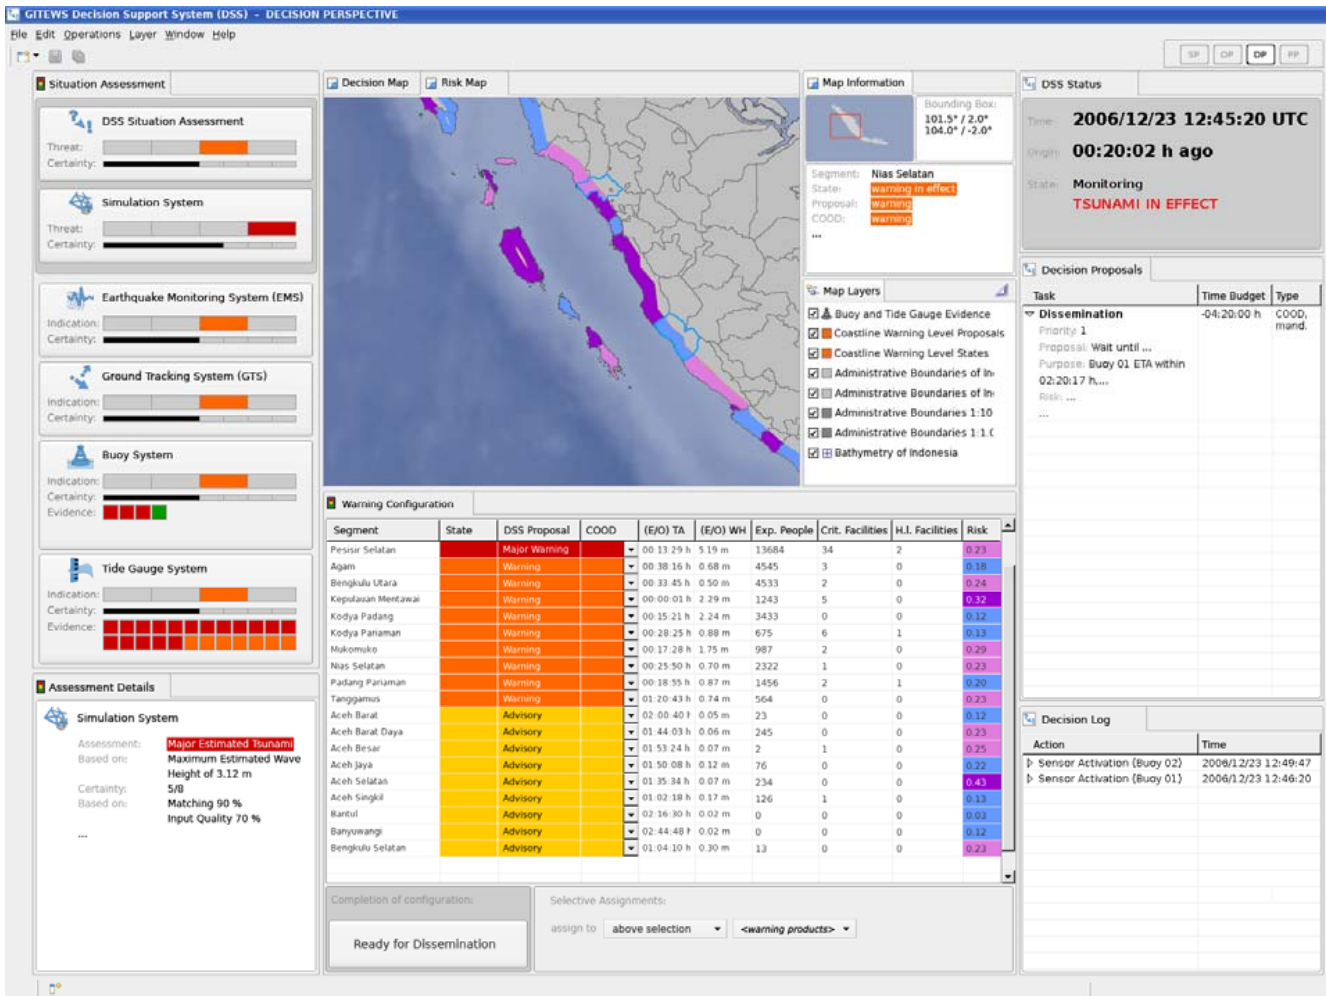 GITEWS Decision Support System (DSS) - DECISION PERSPECTIVE
File Edit Operations Layer Window Help
SP OP DP PP
Situation Assessment
DSS Situation Assessment
Threat:
Certainty:
Simulation System
Threat:
Certainty:
Earthquake Monitoring System (EMS)
Indication:
Certainty:
Ground Tracking System (GTS)
Indication:
Certainty:
Buoy System
Indication:
Certainty:
Evidence:
Tide Gauge System
Indication:
Certainty:
Evidence:
Assessment Details
Simulation System
Assessment: Major Estimated Tsunami
Based on: Maximum Estimated Wave
Height of 3.12 m
Certainty: 5/8
Based on: Matching 90 %
Input Quality 70 %
...
Decision Map Risk Map
Map Information
Bounding Box:
101.5° / 2.0°
104.0° / -2.0°
Segment: Nias Selatan
State: warning in effect
Proposal: warning
COOD: warning
...
Map Layers
Buoy and Tide Gauge Evidence
Coastline Warning Level Proposals
Coastline Warning Level States
Administrative Boundaries of In
Administrative Boundaries of In
Administrative Boundaries 1:10
Administrative Boundaries 1:1.0
Bathymetry of Indonesia
Warning Configuration
Segment State DSS Proposal COOD (E/O) TA (E/O) WH Exp. People Crit. Facilities H.I. Facilities Risk
Pesisir Selatan Major Warning 00:13:29 h 5.19 m 13684 34 2 0.23
Agam Warning 00:38:16 h 0.68 m 4545 3 0 0.18
Bengkulu Utara Warning 00:33:45 h 0.50 m 4533 2 0 0.24
Kepulauan Mentawai Warning 00:00:01 h 2.29 m 1243 5 0 0.32
Kodya Padang Warning 00:15:21 h 2.24 m 3433 0 0 0.12
Kodya Pariaman Warning 00:28:25 h 0.88 m 675 6 1 0.13
Mukomuko Warning 00:17:28 h 1.75 m 987 2 0 0.29
Nias Selatan Warning 00:25:50 h 0.70 m 2322 1 0 0.23
Padang Pariaman Warning 00:18:55 h 0.87 m 1456 2 1 0.20
Tanggamus Warning 01:20:43 h 0.74 m 564 0 0 0.23
Aceh Barat Advisory 02:00:40 h 0.05 m 23 0 0 0.12
Aceh Barat Daya Advisory 01:44:03 h 0.06 m 245 0 0 0.23
Aceh Besar Advisory 01:53:24 h 0.07 m 2 1 0 0.25
Aceh Jaya Advisory 01:50:08 h 0.12 m 76 0 0 0.22
Aceh Selatan Advisory 01:35:34 h 0.07 m 234 0 0 0.43
Aceh Singkil Advisory 01:02:18 h 0.17 m 126 1 0 0.13
Bantul Advisory 02:16:30 h 0.02 m 0 0 0 0.03
Banyuwangi Advisory 02:44:48 h 0.02 m 0 0 0 0.12
Bengkulu Selatan Advisory 01:04:10 h 0.30 m 13 0 0 0.23
Completion of configuration:
Ready for Dissemination
Selective Assignments:
assign to above selection <warning products>
DSS Status
Time: 2006/12/23 12:45:20 UTC
Origin: 00:20:02 h ago
State: Monitoring
TSUNAMI IN EFFECT
Decision Proposals
Task Time Budget Type
Dissemination -04:20:00 h COOD, mand.
Priority: 1
Proposal: Wait until ...
Purpose: Buoy 01 ETA within
02:20:17 h,...
Risk: ...
...
Decision Log
Action Time
Sensor Activation (Buoy 02) 2006/12/23 12:49:47
Sensor Activation (Buoy 01) 2006/12/23 12:46:20